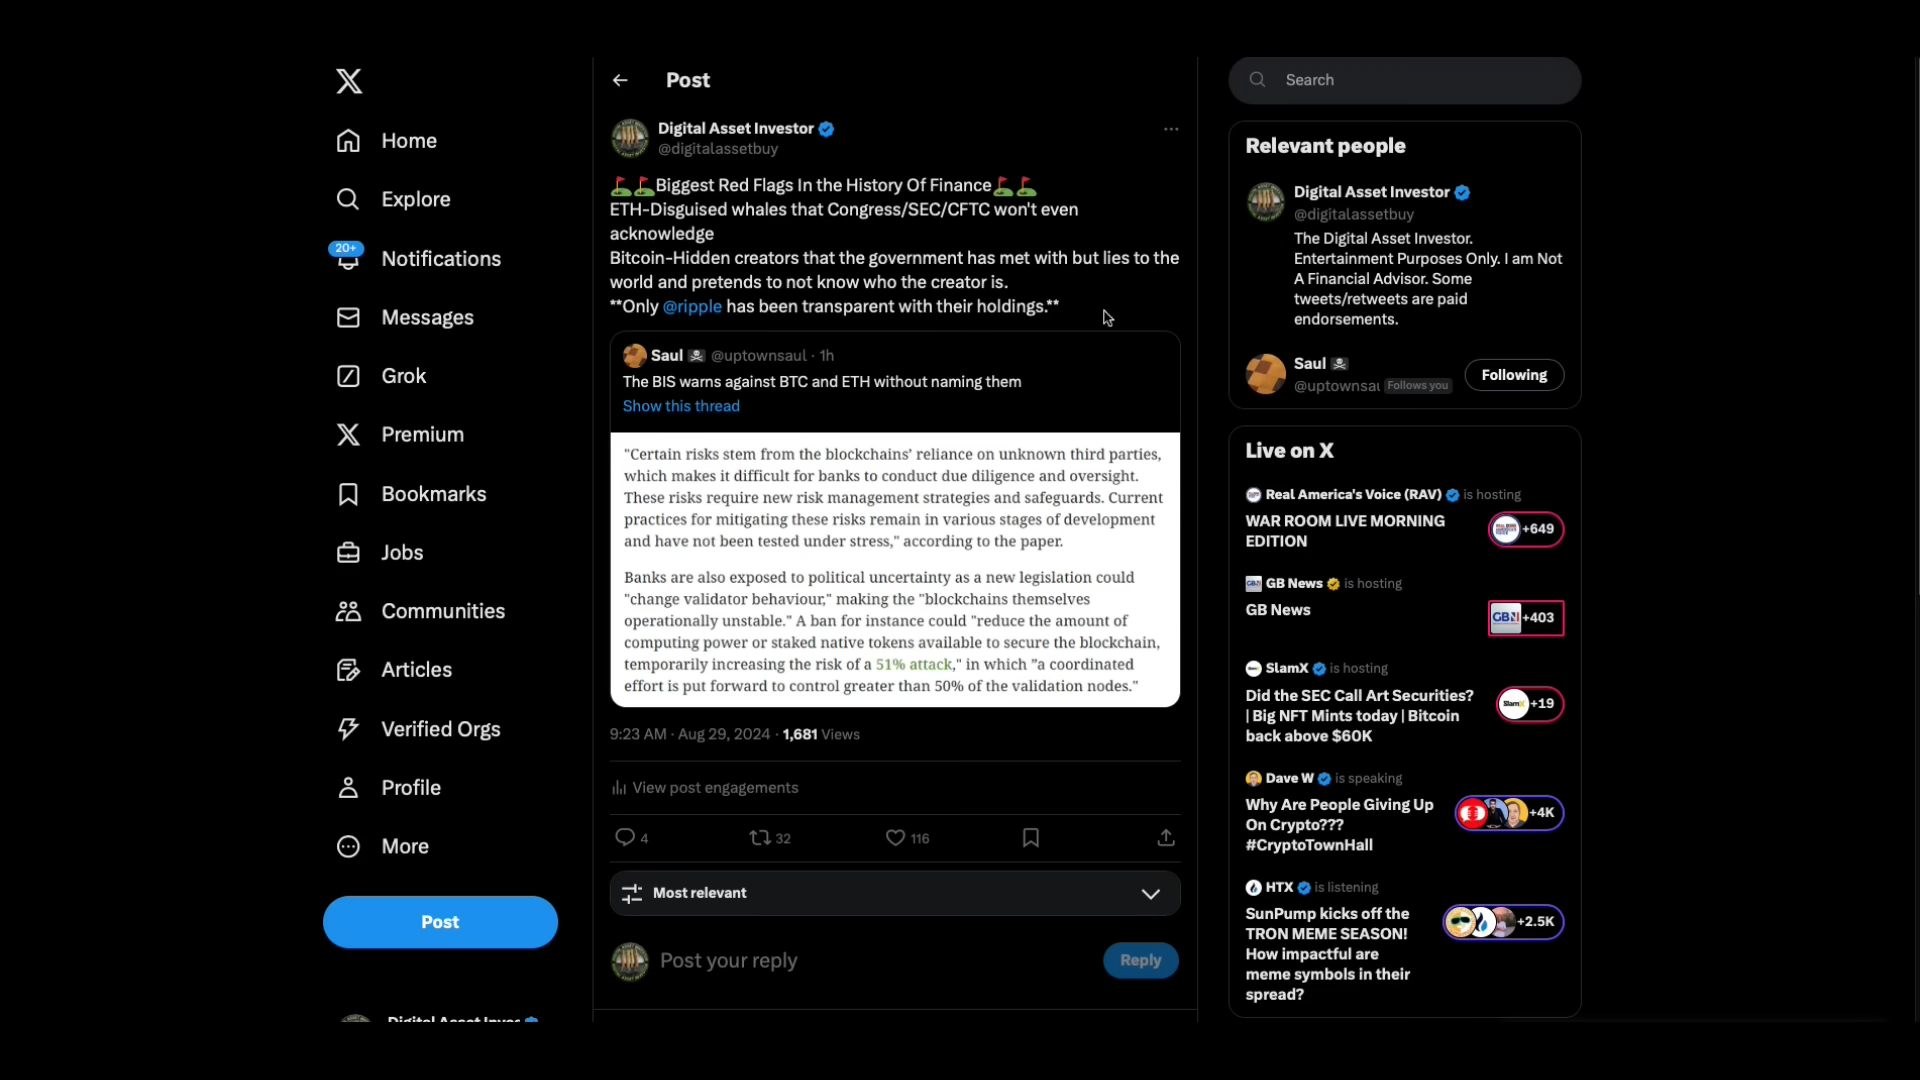 Home
Explore
20+
Notifications
Messages
Grok
Premium
Bookmarks
Jobs
Communities
Articles
Verified Orgs
Profile
More
Post
Post
Digital Asset Investor
@digitalassetbuy
⛳⛳Biggest Red Flags In the History Of Finance⛳⛳
ETH-Disguised whales that Congress/SEC/CFTC won't even
acknowledge
Bitcoin-Hidden creators that the government has met with but lies to the
world and pretends to not know who the creator is.
**Only @ripple has been transparent with their holdings.**
Saul ☠ @uptownsaul · 1h
The BIS warns against BTC and ETH without naming them
Show this thread
"Certain risks stem from the blockchains' reliance on unknown third parties,
which makes it difficult for banks to conduct due diligence and oversight.
These risks require new risk management strategies and safeguards. Current
practices for mitigating these risks remain in various stages of development
and have not been tested under stress," according to the paper.
Banks are also exposed to political uncertainty as a new legislation could
"change validator behaviour," making the "blockchains themselves
operationally unstable." A ban for instance could "reduce the amount of
computing power or staked native tokens available to secure the blockchain,
temporarily increasing the risk of a 51% attack," in which "a coordinated
effort is put forward to control greater than 50% of the validation nodes."
9:23 AM · Aug 29, 2024 · 1,681 Views
View post engagements
4 32 116
Most relevant
Post your reply
Reply
Search
Relevant people
Digital Asset Investor
@digitalassetbuy
The Digital Asset Investor.
Entertainment Purposes Only. I am Not
A Financial Advisor. Some
tweets/retweets are paid
endorsements.
Saul ☠
@uptownsau Follows you
Following
Live on X
Real America's Voice (RAV) is hosting
WAR ROOM LIVE MORNING
EDITION
+649
GB News is hosting
GB News
GBN +403
SlamX is hosting
Did the SEC Call Art Securities?
| Big NFT Mints today | Bitcoin
back above $60K
SlamX +19
Dave W is speaking
Why Are People Giving Up
On Crypto???
#CryptoTownHall
+4K
HTX is listening
SunPump kicks off the
TRON MEME SEASON!
How impactful are
meme symbols in their
spread?
+2.5K